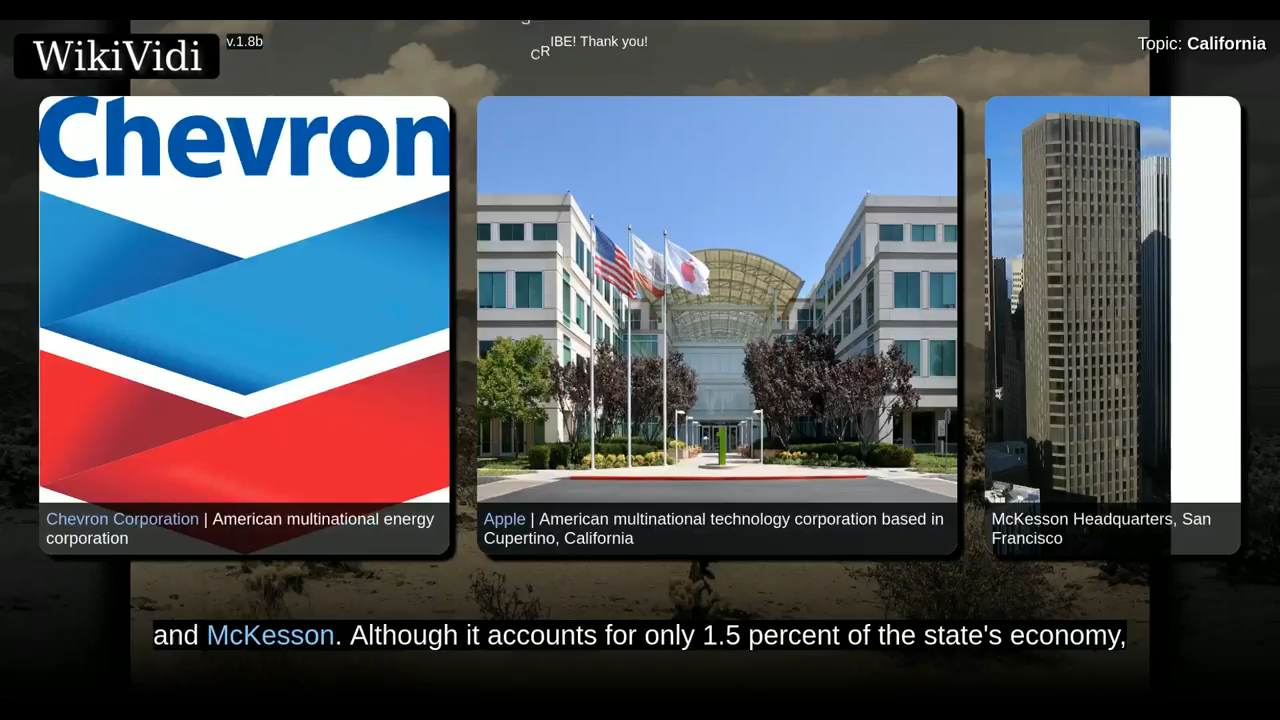 S
CRIBE! Thank you!
WikiVidi
v.1.8b
Topic: California
Chevron
Chevron Corporation | American multinational energy
corporation
Apple | American multinational technology corporation based in
Cupertino, California
McKesson Headquarters, San
Francisco
and McKesson. Although it accounts for only 1.5 percent of the state's economy,